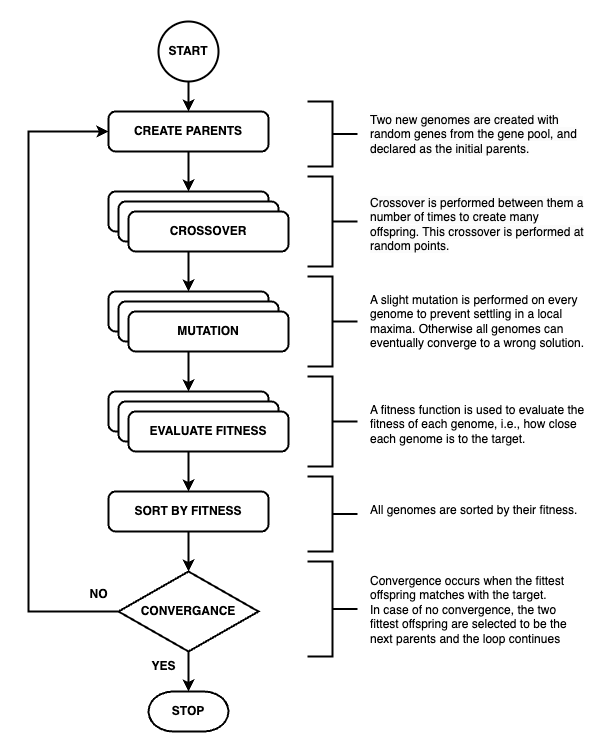 START
CREATE PARENTS
Two new genomes are created with
random genes from the gene pool, and
declared as the initial parents.
CROSSOVER
Crossover is performed between them a
number of times to create many
offspring. This crossover is performed at
random points.
MUTATION
A slight mutation is performed on every
genome to prevent settling in a local
maxima. Otherwise all genomes can
eventually converge to a wrong solution.
EVALUATE FITNESS
A fitness function is used to evaluate the
fitness of each genome, i.e., how close
each genome is to the target.
SORT BY FITNESS
All genomes are sorted by their fitness.
NO
CONVERGANCE
Convergence occurs when the fittest
offspring matches with the target.
In case of no convergence, the two
fittest offspring are selected to be the
next parents and the loop continues
YES
STOP